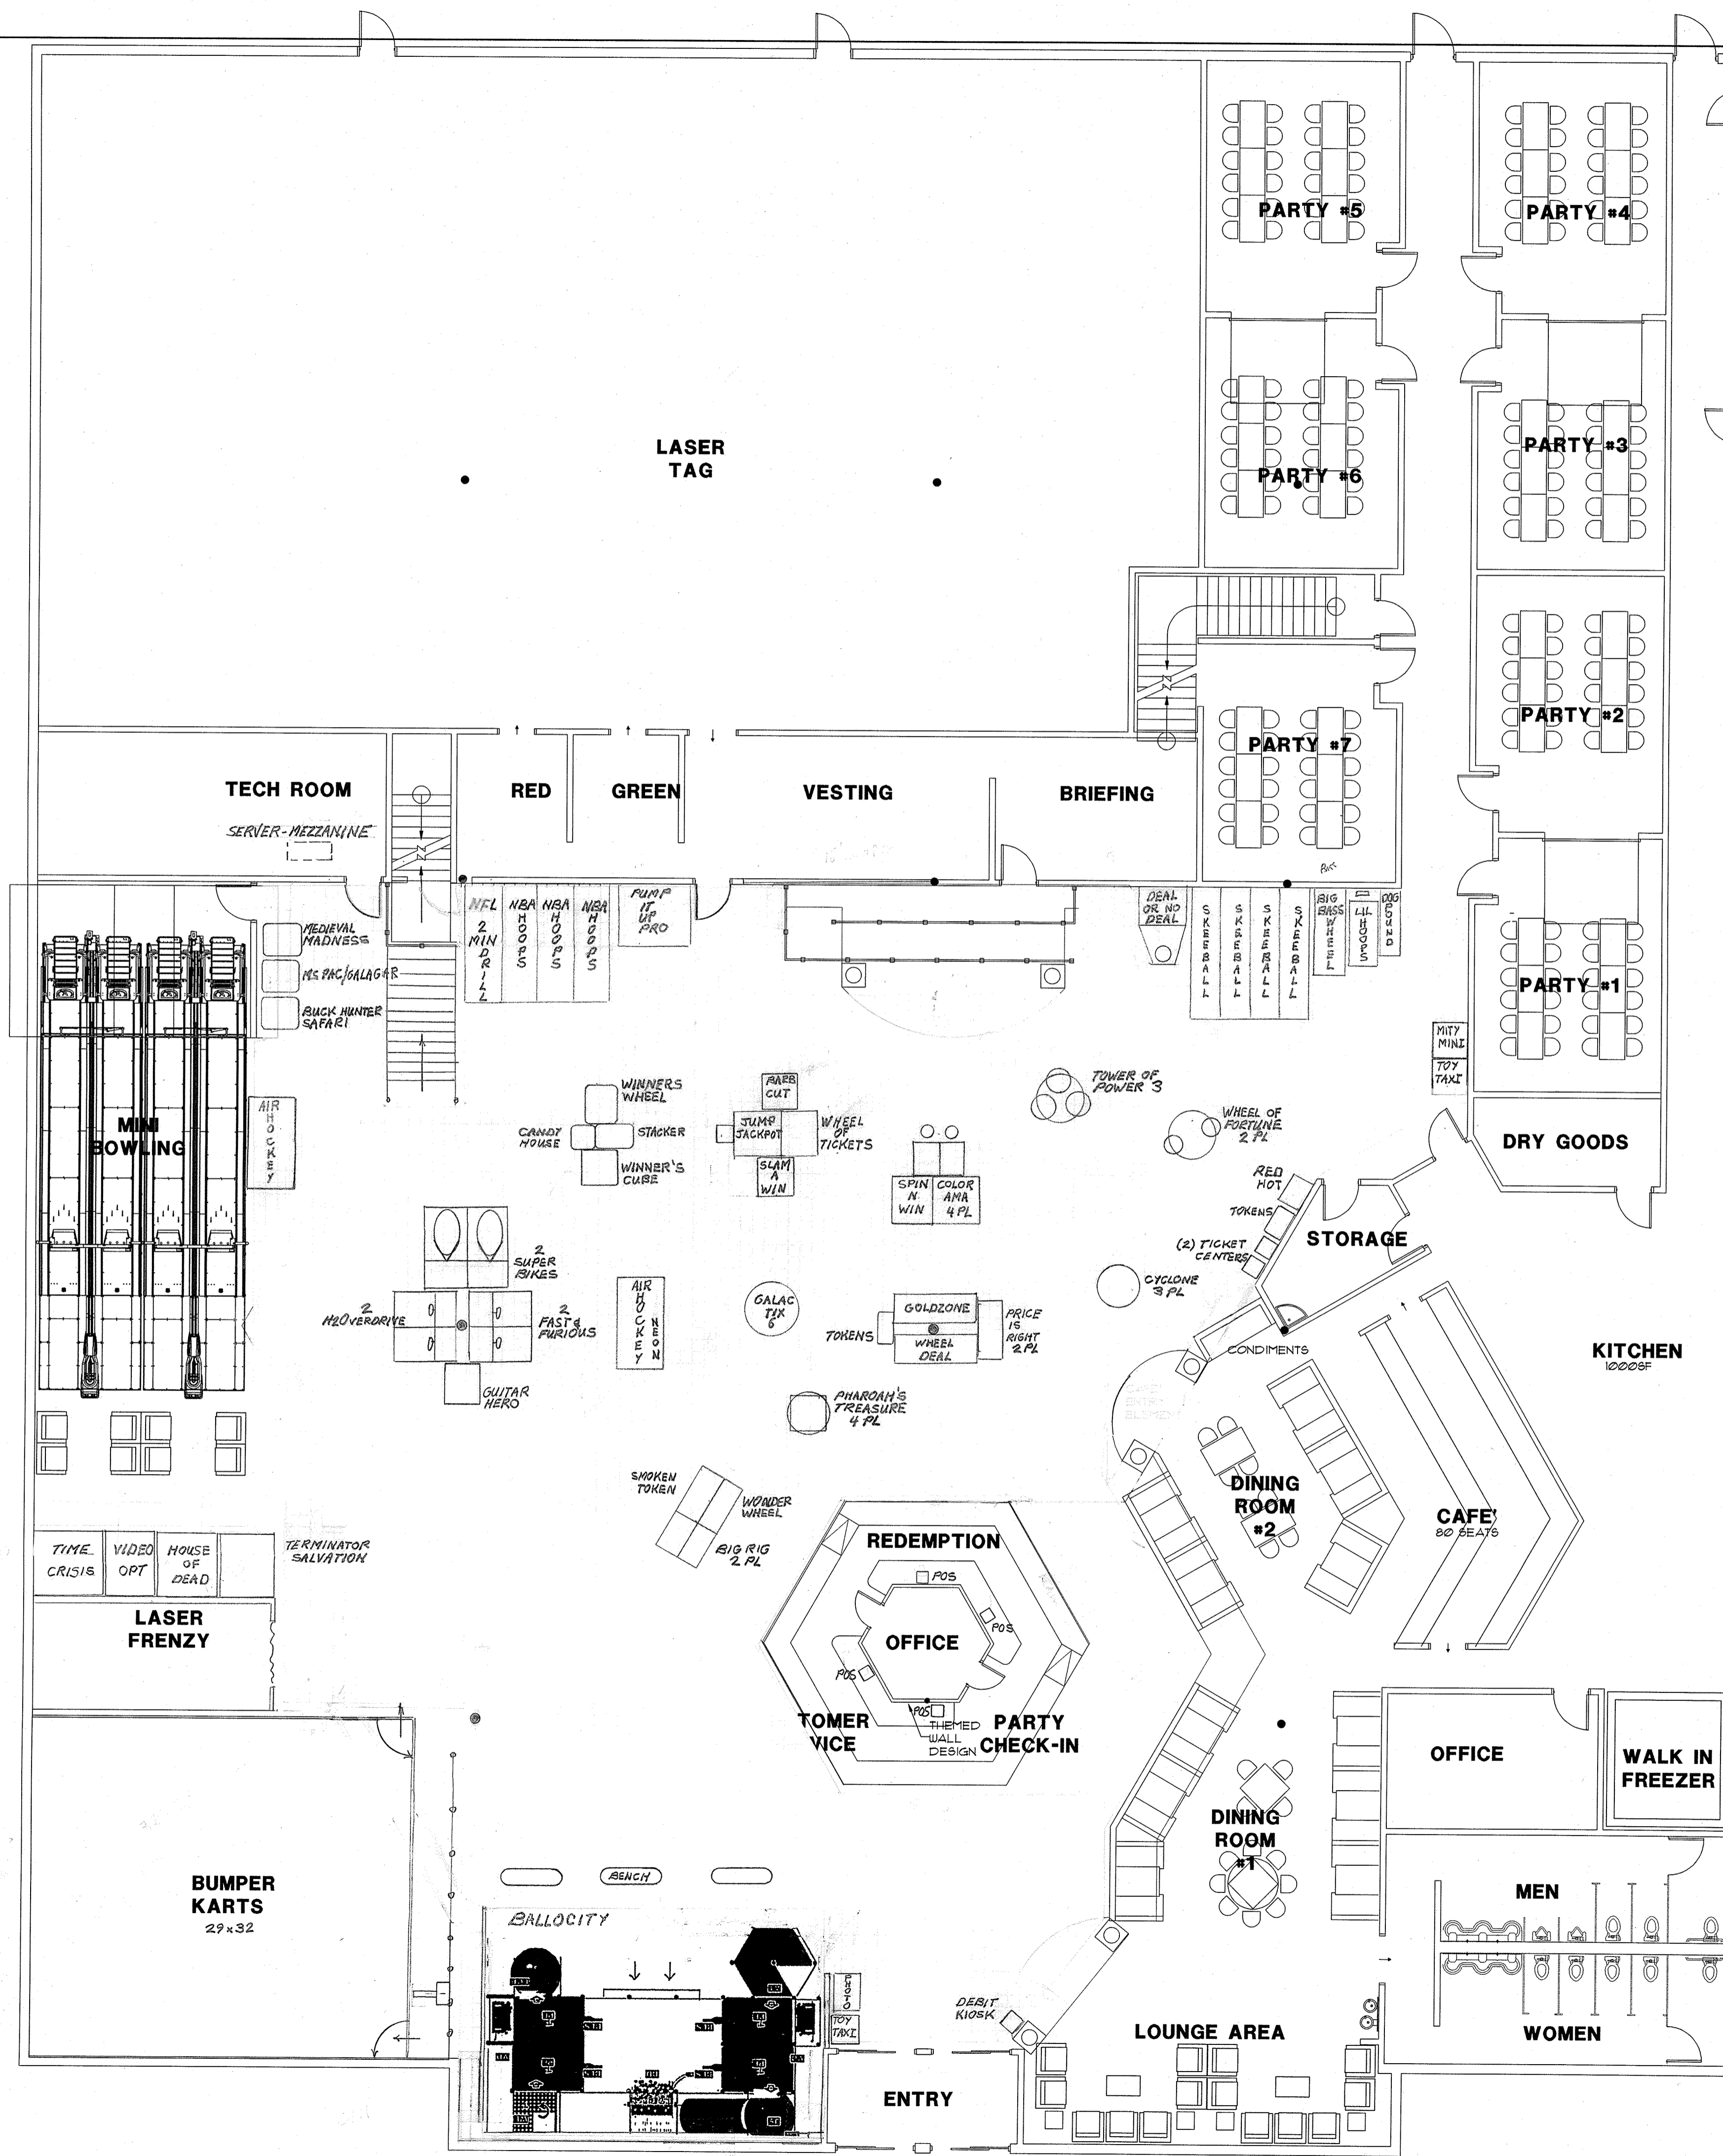 PARTY #5
PARTY #4
LASER
TAG
PARTY #3
PARTY #6
PARTY #2
PARTY #7
TECH ROOM
SERVER-MEZZANINE
RED
GREEN
VESTING
BRIEFING
NFL
2
MIN
DRILL
NBA
HOOPS
NBA
HOOPS
NBA
HOOPS
PUMP
IT
UP
PRO
DEAL
OR NO
DEAL
SKEEBALL
SKEEBALL
SKEEBALL
SKEEBALL
BIG
BASS
WHEEL
LIL
HOOPS
DOG
POUND
MEDIEVAL
MADNESS
MS PAC/GALAGER
BUCK HUNTER
SAFARI
PARTY #1
MITY
MINI
TOY
TAXI
MINI
BOWLING
AIR
HOCKEY
WINNERS
WHEEL
CANDY
HOUSE
STACKER
WINNER'S
CUBE
BARB
CUT
JUMP
JACKPOT
WHEEL
OF
TICKETS
SLAM
A
WIN
SPIN
N
WIN
COLOR
AMA
4 PL
TOWER OF
POWER 3
WHEEL OF
FORTUNE
2 PL
DRY GOODS
RED
HOT
TOKENS
(2) TICKET
CENTERS
STORAGE
2
SUPER
BIKES
2
H2OVERDRIVE
2
FAST &
FURIOUS
GUITAR
HERO
AIR
HOCKEY
NEON
GALAC
TIX
6
TOKENS
GOLDZONE
WHEEL
DEAL
PRICE
IS
RIGHT
2 PL
CYCLONE
3 PL
CONDIMENTS
KITCHEN
1000SF
PHAROAH'S
TREASURE
4 PL
SMOKEN
TOKEN
WONDER
WHEEL
BIG RIG
2 PL
DINING
ROOM
#2
CAFE'
80 SEATS
TIME
CRISIS
VIDEO
OPT
HOUSE
OF
DEAD
TERMINATOR
SALVATION
LASER
FRENZY
REDEMPTION
POS
POS
OFFICE
POS
POS
THEMED
WALL
DESIGN
TOMER
VICE
PARTY
CHECK-IN
OFFICE
WALK IN
FREEZER
DINING
ROOM
#1
BUMPER
KARTS
29x32
BENCH
BALLOCITY
MEN
WOMEN
PHOTO
TOY
TAXI
DEBIT
KIOSK
LOUNGE AREA
ENTRY